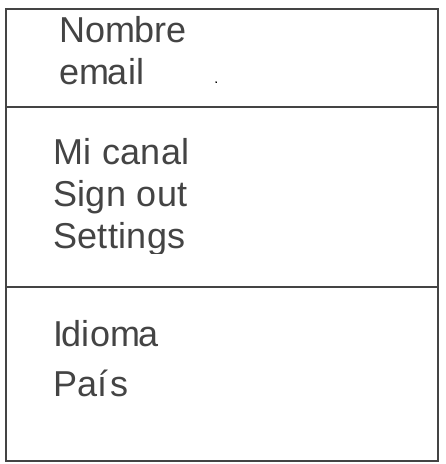 Nombre
email
Mi canal
Sign out
Settings
Idioma
País